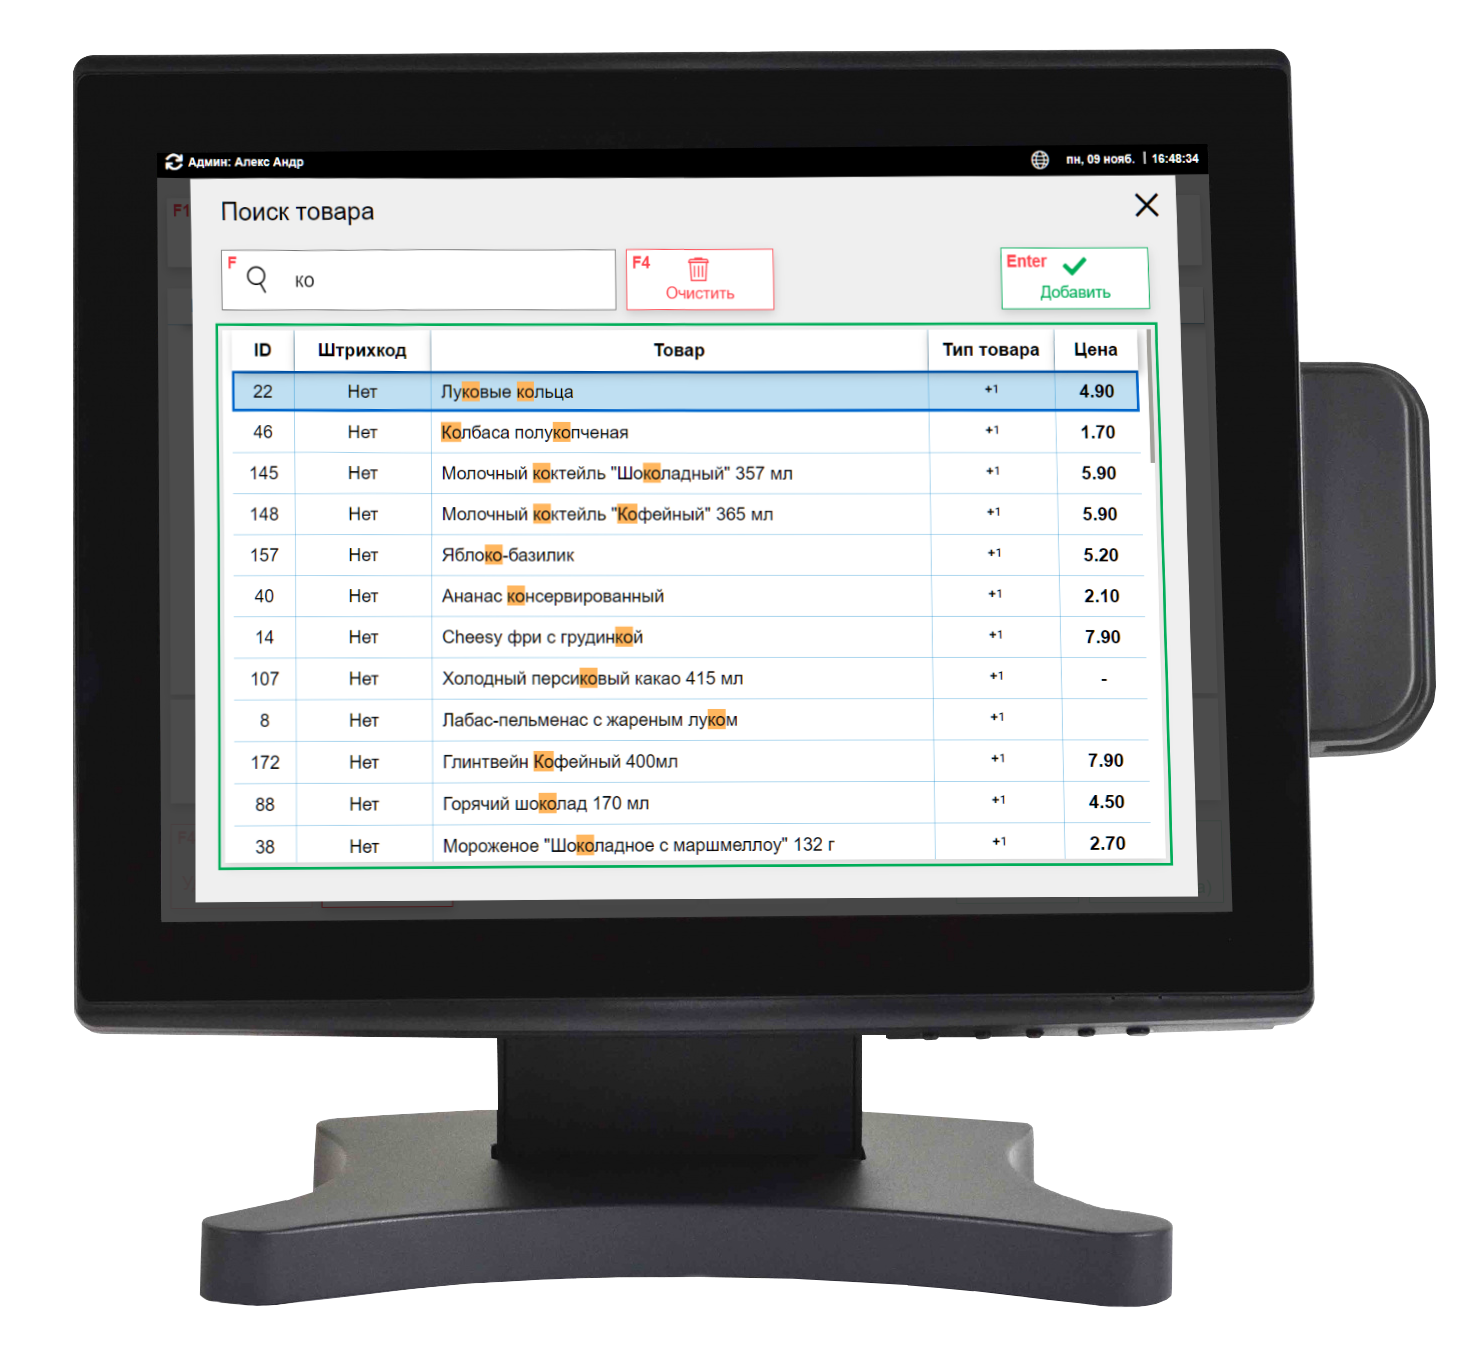 Админ: Алекс Андр пн, 09 нояб. | 16:48:34
F1
Поиск товара
F ко
F4 Очистить
Enter Добавить
ID Штрихкод Товар Тип товара Цена
22 Нет Луковые кольца +1 4.90
46 Нет Колбаса полукопченая +1 1.70
145 Нет Молочный коктейль "Шоколадный" 357 мл +1 5.90
148 Нет Молочный коктейль "Кофейный" 365 мл +1 5.90
157 Нет Яблоко-базилик +1 5.20
40 Нет Ананас консервированный +1 2.10
14 Нет Cheesy фри с грудинкой +1 7.90
107 Нет Холодный персиковый какао 415 мл +1 -
8 Нет Лабас-пельменас с жареным луком +1
172 Нет Глинтвейн Кофейный 400мл +1 7.90
88 Нет Горячий шоколад 170 мл +1 4.50
38 Нет Мороженое "Шоколадное с маршмеллоу" 132 г +1 2.70